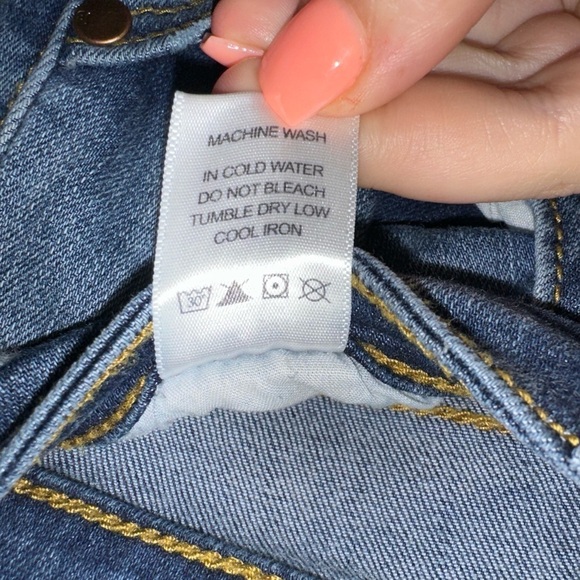 MACHINE WASH
IN COLD WATER
DO NOT BLEACH
TUMBLE DRY LOW
COOL IRON
30°